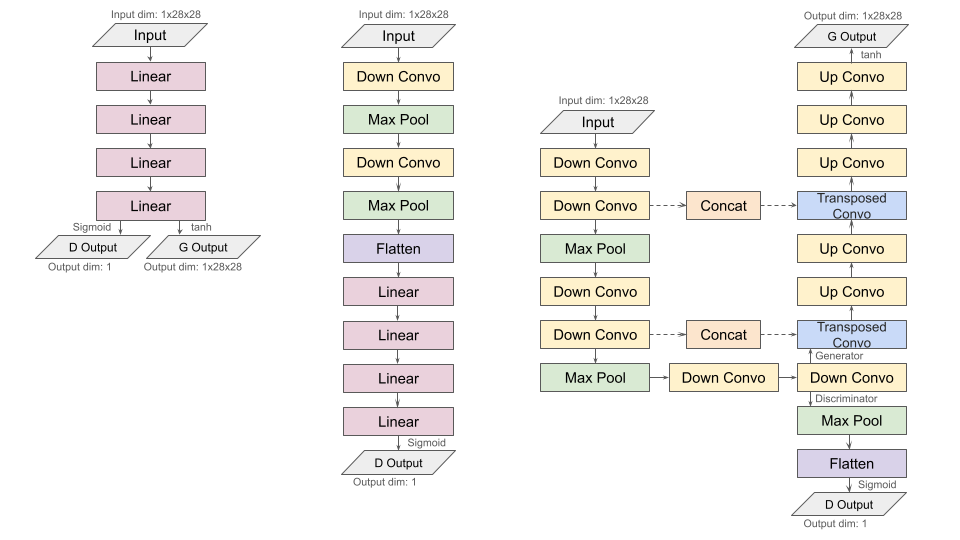 Input dim: 1x28x28
Input
Linear
Linear
Linear
Linear
Sigmoid
tanh
D Output
G Output
Output dim: 1
Output dim: 1x28x28
Input dim: 1x28x28
Input
Down Convo
Max Pool
Down Convo
Max Pool
Flatten
Linear
Linear
Linear
Linear
Sigmoid
D Output
Output dim: 1
Input dim: 1x28x28
Input
Down Convo
Down Convo
Concat
Max Pool
Down Convo
Down Convo
Concat
Max Pool
Down Convo
Down Convo
Output dim: 1x28x28
G Output
tanh
Up Convo
Up Convo
Up Convo
Transposed
Convo
Up Convo
Up Convo
Transposed
Convo
Generator
Discriminator
Max Pool
Flatten
Sigmoid
D Output
Output dim: 1